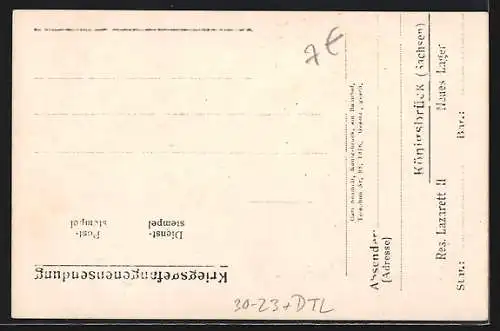 Kriegsgefangenensendung
Dienst-
stempel
Post-
stempel
Absender:
(Adresse)
Königsbrück (Sachsen)
Res. Lazarett II
Neues Lager
Bar.:
7 €
30-23+DTL